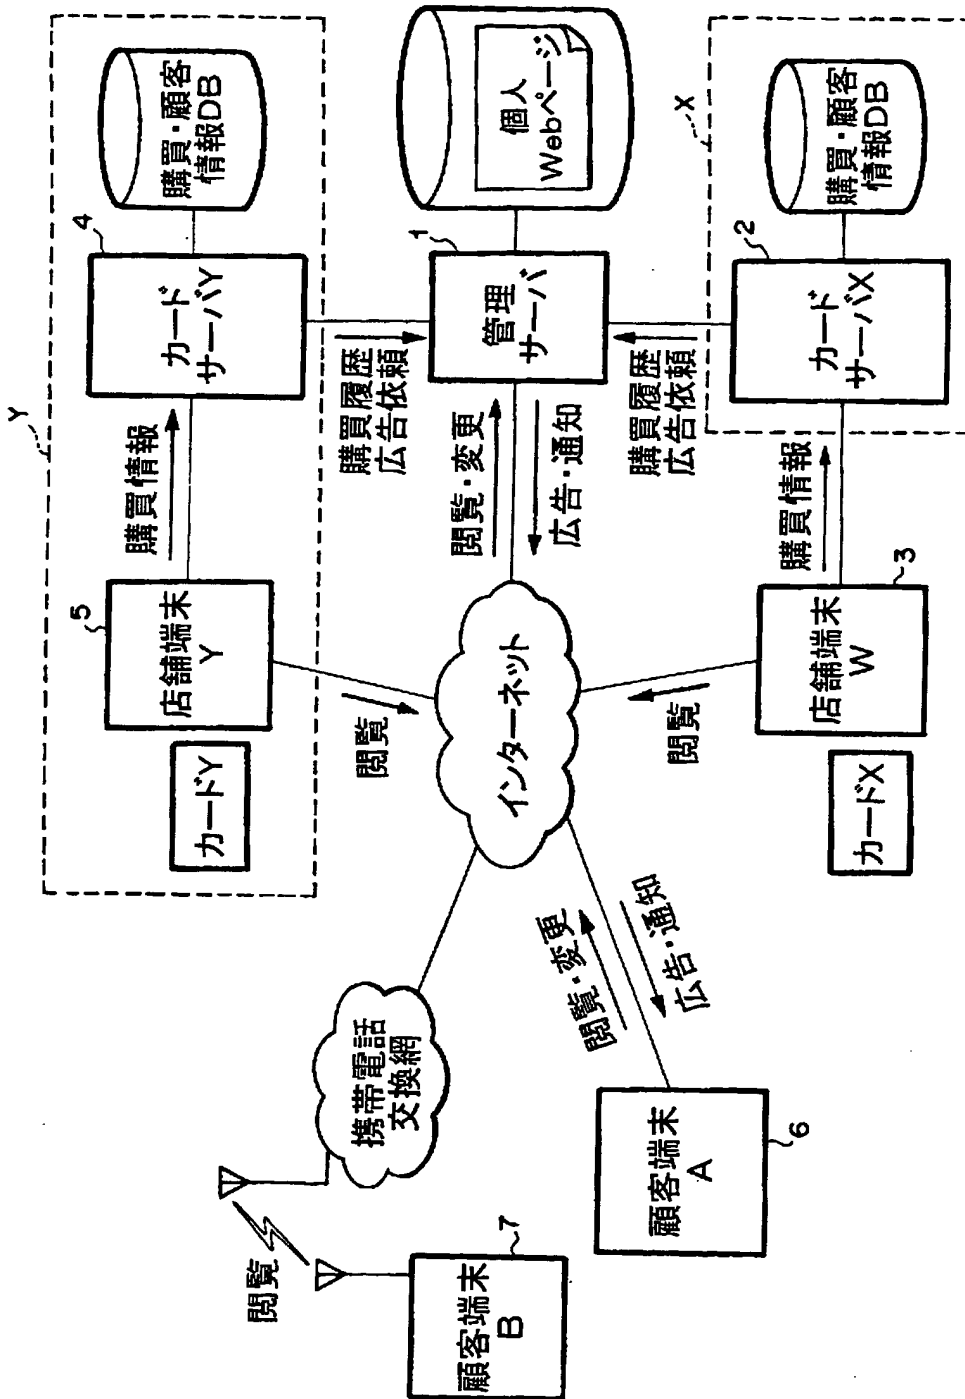 Y
5
店舗端末
Y
カードY
購買情報
4
カード
サーバY
購買・顧客
情報DB
閲覧
購買履歴
広告依頼
閲覧
7
顧客端末
B
携帯電話
交換網
インターネット
閲覧・変更
広告・通知
1
管理
サーバ
個人
Webページ
閲覧・変更
広告・通知
6
顧客端末
A
閲覧
購買履歴
広告依頼
X
カードX
3
店舗端末
W
購買情報
2
カード
サーバX
購買・顧客
情報DB